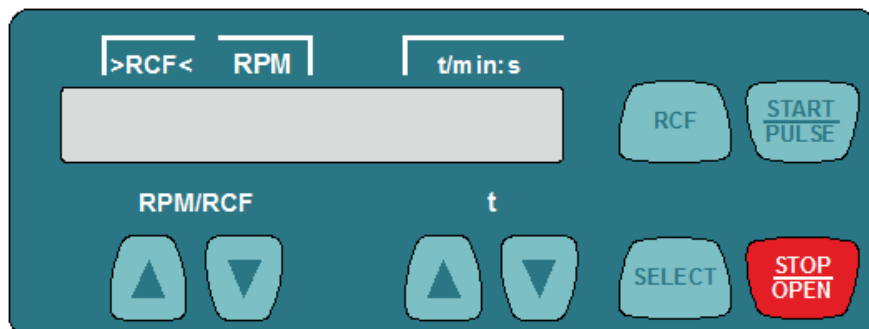 >RCF< RPM t/min:s
RCF
START
PULSE
RPM/RCF t
SELECT
STOP
OPEN